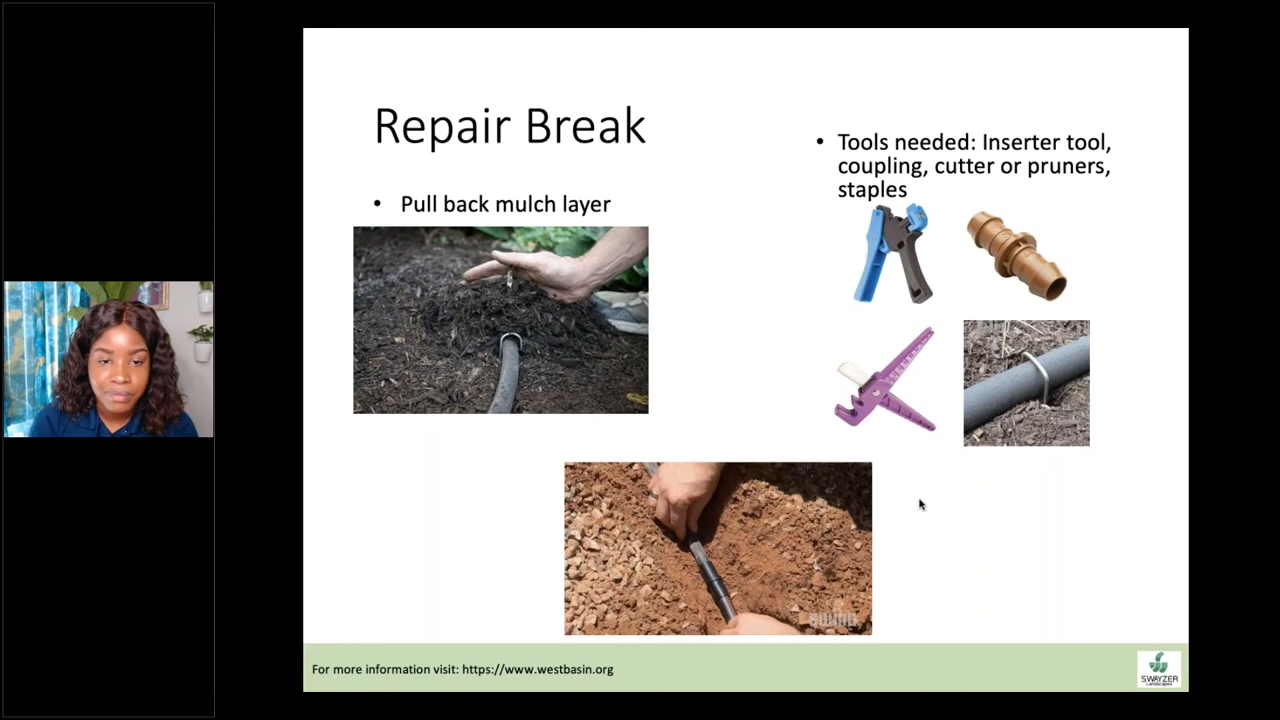 Repair Break
• Pull back mulch layer
• Tools needed: Inserter tool,
coupling, cutter or pruners,
staples
For more information visit: https://www.westbasin.org
SWAYZER
Landscapes